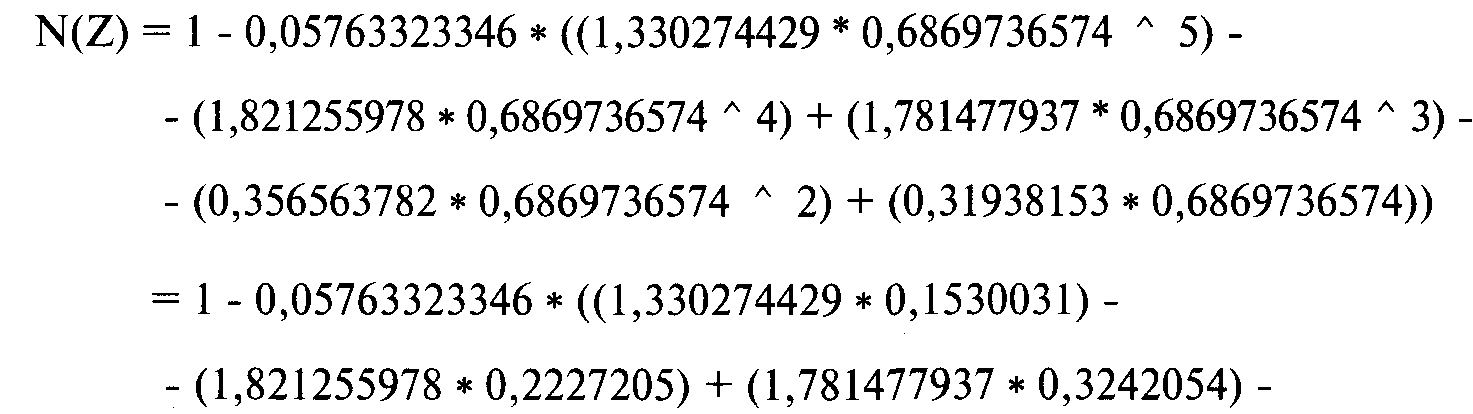 N(Z) = 1 - 0,05763323346 * ((1,330274429 * 0,6869736574 ^ 5) -
- (1,821255978 * 0,6869736574 ^ 4) + (1,781477937 * 0,6869736574 ^ 3) -
- (0,356563782 * 0,6869736574 ^ 2) + (0,31938153 * 0,6869736574))
= 1 - 0,05763323346 * ((1,330274429 * 0,1530031) -
- (1,821255978 * 0,2227205) + (1,781477937 * 0,3242054) -